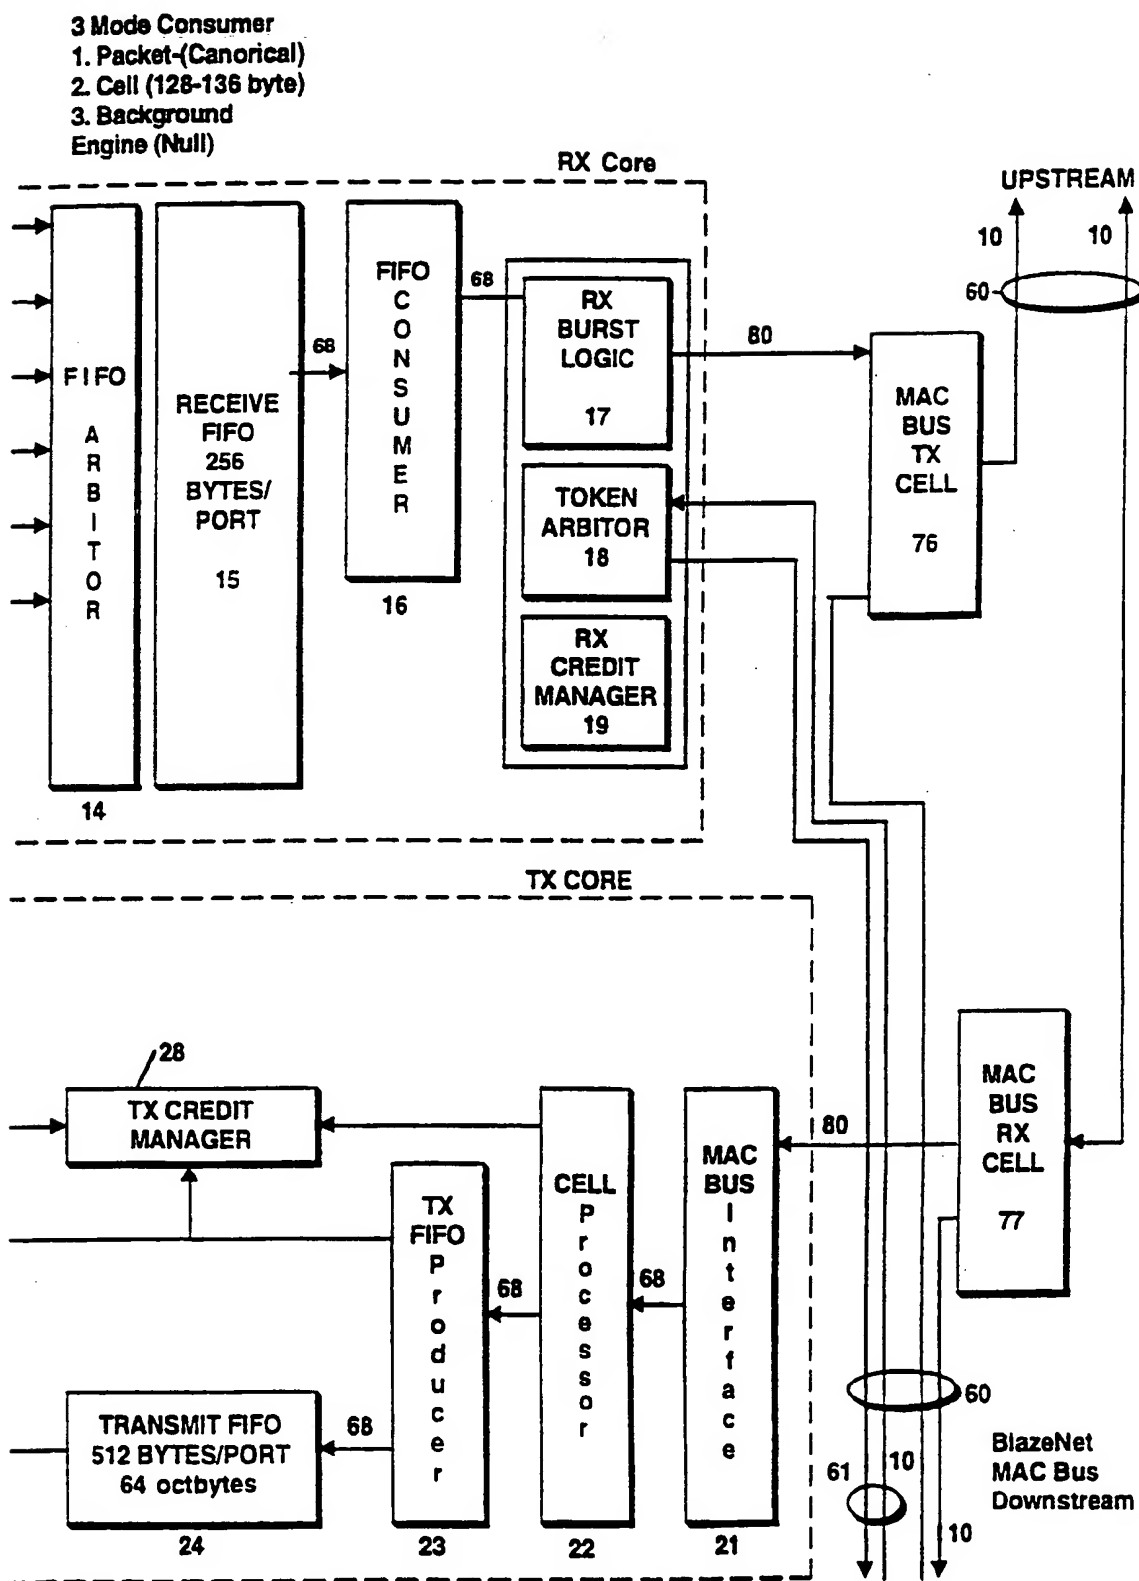 3 Mode Consumer
1. Packet-(Canorical)
2. Cell (128-136 byte)
3. Background
Engine (Null)
RX Core
UPSTREAM
10
10
60
FIFO
ARBITOR
14
RECEIVE
FIFO
256
BYTES/
PORT
15
68
FIFO
CONSUMER
16
68
RX
BURST
LOGIC
17
TOKEN
ARBITOR
18
RX
CREDIT
MANAGER
19
80
MAC
BUS
TX
CELL
76
TX CORE
28
TX CREDIT
MANAGER
TRANSMIT FIFO
512 BYTES/PORT
64 octbytes
24
68
TX
FIFO
Producer
23
68
CELL
Processor
22
68
MAC
BUS
Interface
21
80
MAC
BUS
RX
CELL
77
60
61
10
10
BlazeNet
MAC Bus
Downstream